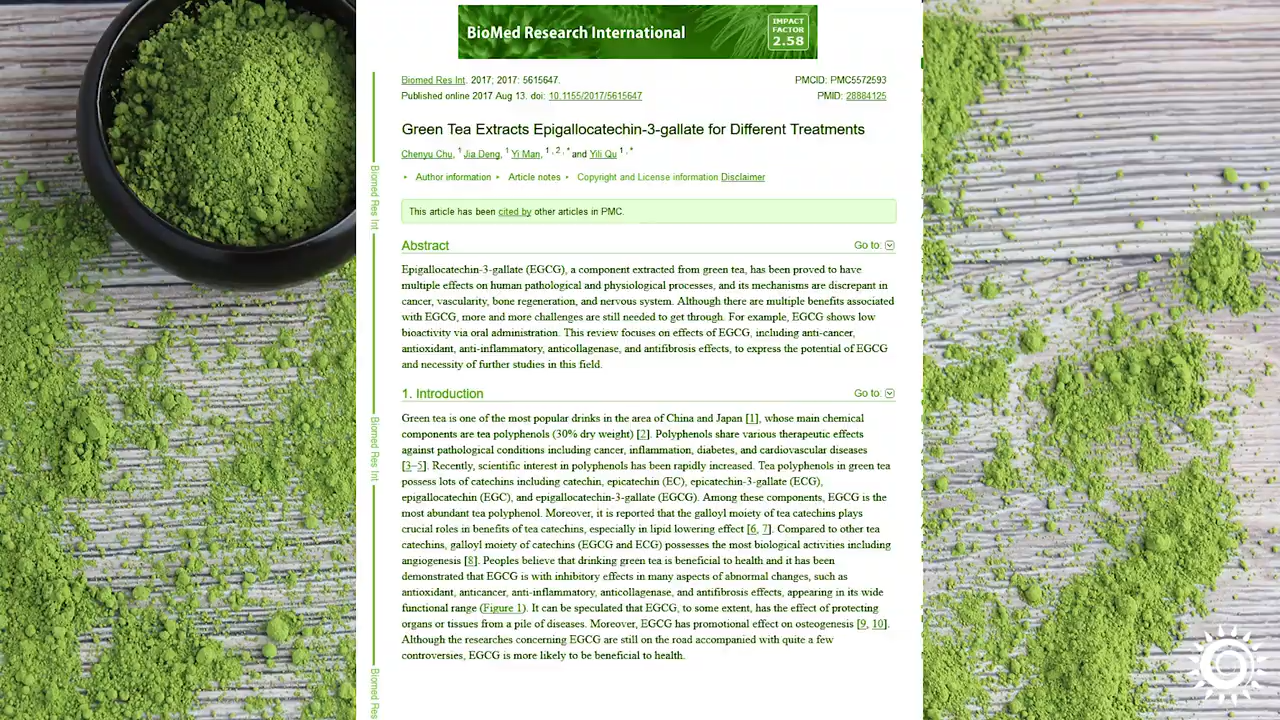 BioMed Research International
IMPACT
FACTOR
2.58
Biomed Res Int. 2017; 2017: 5615647.
PMCID: PMC5572593
Published online 2017 Aug 13. doi: 10.1155/2017/5615647
PMID: 28884125
Green Tea Extracts Epigallocatechin-3-gallate for Different Treatments
Chenyu Chu, 1 Jia Deng, 1 Yi Man, 1 , 2 , * and Yili Qu 1 , *
Author information Article notes Copyright and License information Disclaimer
This article has been cited by other articles in PMC.
Abstract
Go to:
Epigallocatechin-3-gallate (EGCG), a component extracted from green tea, has been proved to have
multiple effects on human pathological and physiological processes, and its mechanisms are discrepant in
cancer, vascularity, bone regeneration, and nervous system. Although there are multiple benefits associated
with EGCG, more and more challenges are still needed to get through. For example, EGCG shows low
bioactivity via oral administration. This review focuses on effects of EGCG, including anti-cancer,
antioxidant, anti-inflammatory, anticollagenase, and antifibrosis effects, to express the potential of EGCG
and necessity of further studies in this field.
1. Introduction
Go to:
Green tea is one of the most popular drinks in the area of China and Japan [1], whose main chemical
components are tea polyphenols (30% dry weight) [2]. Polyphenols share various therapeutic effects
against pathological conditions including cancer, inflammation, diabetes, and cardiovascular diseases
[3–5]. Recently, scientific interest in polyphenols has been rapidly increased. Tea polyphenols in green tea
possess lots of catechins including catechin, epicatechin (EC), epicatechin-3-gallate (ECG),
epigallocatechin (EGC), and epigallocatechin-3-gallate (EGCG). Among these components, EGCG is the
most abundant tea polyphenol. Moreover, it is reported that the galloyl moiety of tea catechins plays
crucial roles in benefits of tea catechins, especially in lipid lowering effect [6, 7]. Compared to other tea
catechins, galloyl moiety of catechins (EGCG and ECG) possesses the most biological activities including
angiogenesis [8]. Peoples believe that drinking green tea is beneficial to health and it has been
demonstrated that EGCG is with inhibitory effects in many aspects of abnormal changes, such as
antioxidant, anticancer, anti-inflammatory, anticollagenase, and antifibrosis effects, appearing in its wide
functional range (Figure 1). It can be speculated that EGCG, to some extent, has the effect of protecting
organs or tissues from a pile of diseases. Moreover, EGCG has promotional effect on osteogenesis [9, 10].
Although the researches concerning EGCG are still on the road accompanied with quite a few
controversies, EGCG is more likely to be beneficial to health.
Biomed Res Int
Biomed Res Int
Biomed Res